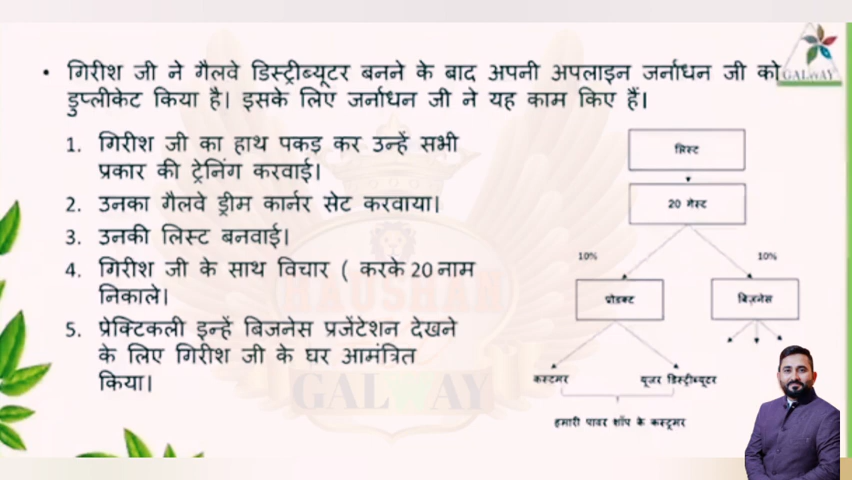 • गिरीश जी ने गैलवे डिस्ट्रीब्यूटर बनने के बाद अपनी अपलाइन जर्नाधन जी को
डुप्लीकेट किया है। इसके लिए जर्नाधन जी ने यह काम किए हैं।
GALWAY
1. गिरीश जी का हाथ पकड़ कर उन्हें सभी
प्रकार की ट्रेनिंग करवाई।
2. उनका गैलवे ड्रीम कार्नर सेट करवाया।
3. उनकी लिस्ट बनवाई।
4. गिरीश जी के साथ विचार ( करके 20 नाम
निकाले।
5. प्रेक्टिकली इन्हें बिजनेस प्रजेंटेशन देखने
के लिए गिरीश जी के घर आमंत्रित
किया।
लिस्ट
20 गेस्ट
10% 10%
प्रोडक्ट बिज़नेस
कस्टमर यूजर डिस्ट्रीब्यूटर
हमारी पावर शॉप के कस्टमर
KAUSHAN
GALWAY